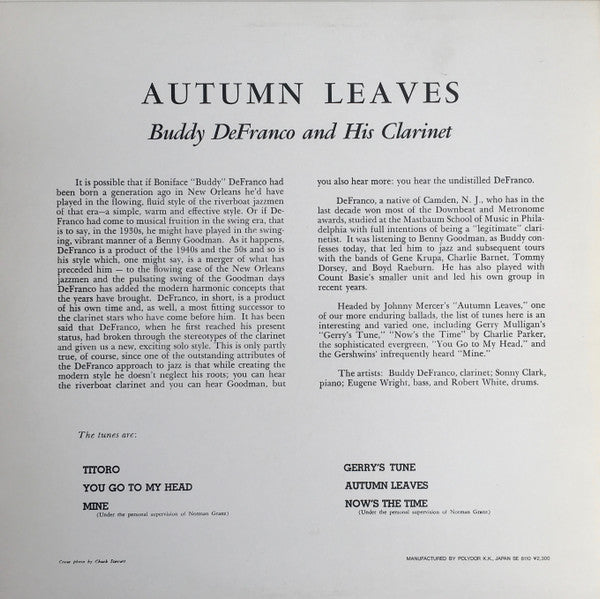 AUTUMN LEAVES
Buddy DeFranco and His Clarinet
It is possible that if Boniface "Buddy" DeFranco had
been born a generation ago in New Orleans he'd have
played in the flowing, fluid style of the riverboat jazzmen
of that era—a simple, warm and effective style. Or if De-
Franco had come to musical fruition in the swing era, that
is to say, in the 1930s, he might have played in the swing-
ing, vibrant manner of a Benny Goodman. As it happens,
DeFranco is a product of the 1940s and the 50s and so is
his style which, one might say, is a merger of what has
preceded him — to the flowing ease of the New Orleans
jazzmen and the pulsating swing of the Goodman days
DeFranco has added the modern harmonic concepts that
the years have brought. DeFranco, in short, is a product
of his own time and, as well, a most fitting successor to
the clarinet stars who have come before him. It has been
said that DeFranco, when he first reached his present
status, had broken through the stereotypes of the clarinet
and given us a new, exciting solo style. This is only partly
true, of course, since one of the outstanding attributes of
the DeFranco approach to jazz is that while creating the
modern style he doesn't neglect his roots; you can hear
the riverboat clarinet and you can hear Goodman, but
you also hear more: you hear the undistilled DeFranco.
DeFranco, a native of Camden, N. J., who has in the
last decade won most of the Downbeat and Metronome
awards, studied at the Mastbaum School of Music in Phila-
delphia with full intentions of being a "legitimate" clari-
netist. It was listening to Benny Goodman, as Buddy con-
fesses today, that led him to jazz and subsequent tours
with the bands of Gene Krupa, Charlie Barnet, Tommy
Dorsey, and Boyd Raeburn. He has also played with
Count Basie's smaller unit and led his own group in
recent years.
Headed by Johnny Mercer's "Autumn Leaves," one
of our more enduring ballads, the list of tunes here is an
interesting and varied one, including Gerry Mulligan's
"Gerry's Tune," "Now's the Time" by Charlie Parker,
the sophisticated evergreen, "You Go to My Head," and
the Gershwins' infrequently heard "Mine."
The artists: Buddy DeFranco, clarinet; Sonny Clark,
piano; Eugene Wright, bass, and Robert White, drums.
The tunes are:
TITORO
YOU GO TO MY HEAD
MINE
(Under the personal supervision of Norman Granz)
GERRY'S TUNE
AUTUMN LEAVES
NOW'S THE TIME
(Under the personal supervision of Norman Granz)
Cover photo by Chuck Stewart
MANUFACTURED BY POLYDOR K.K., JAPAN SE 8110 ¥2,300